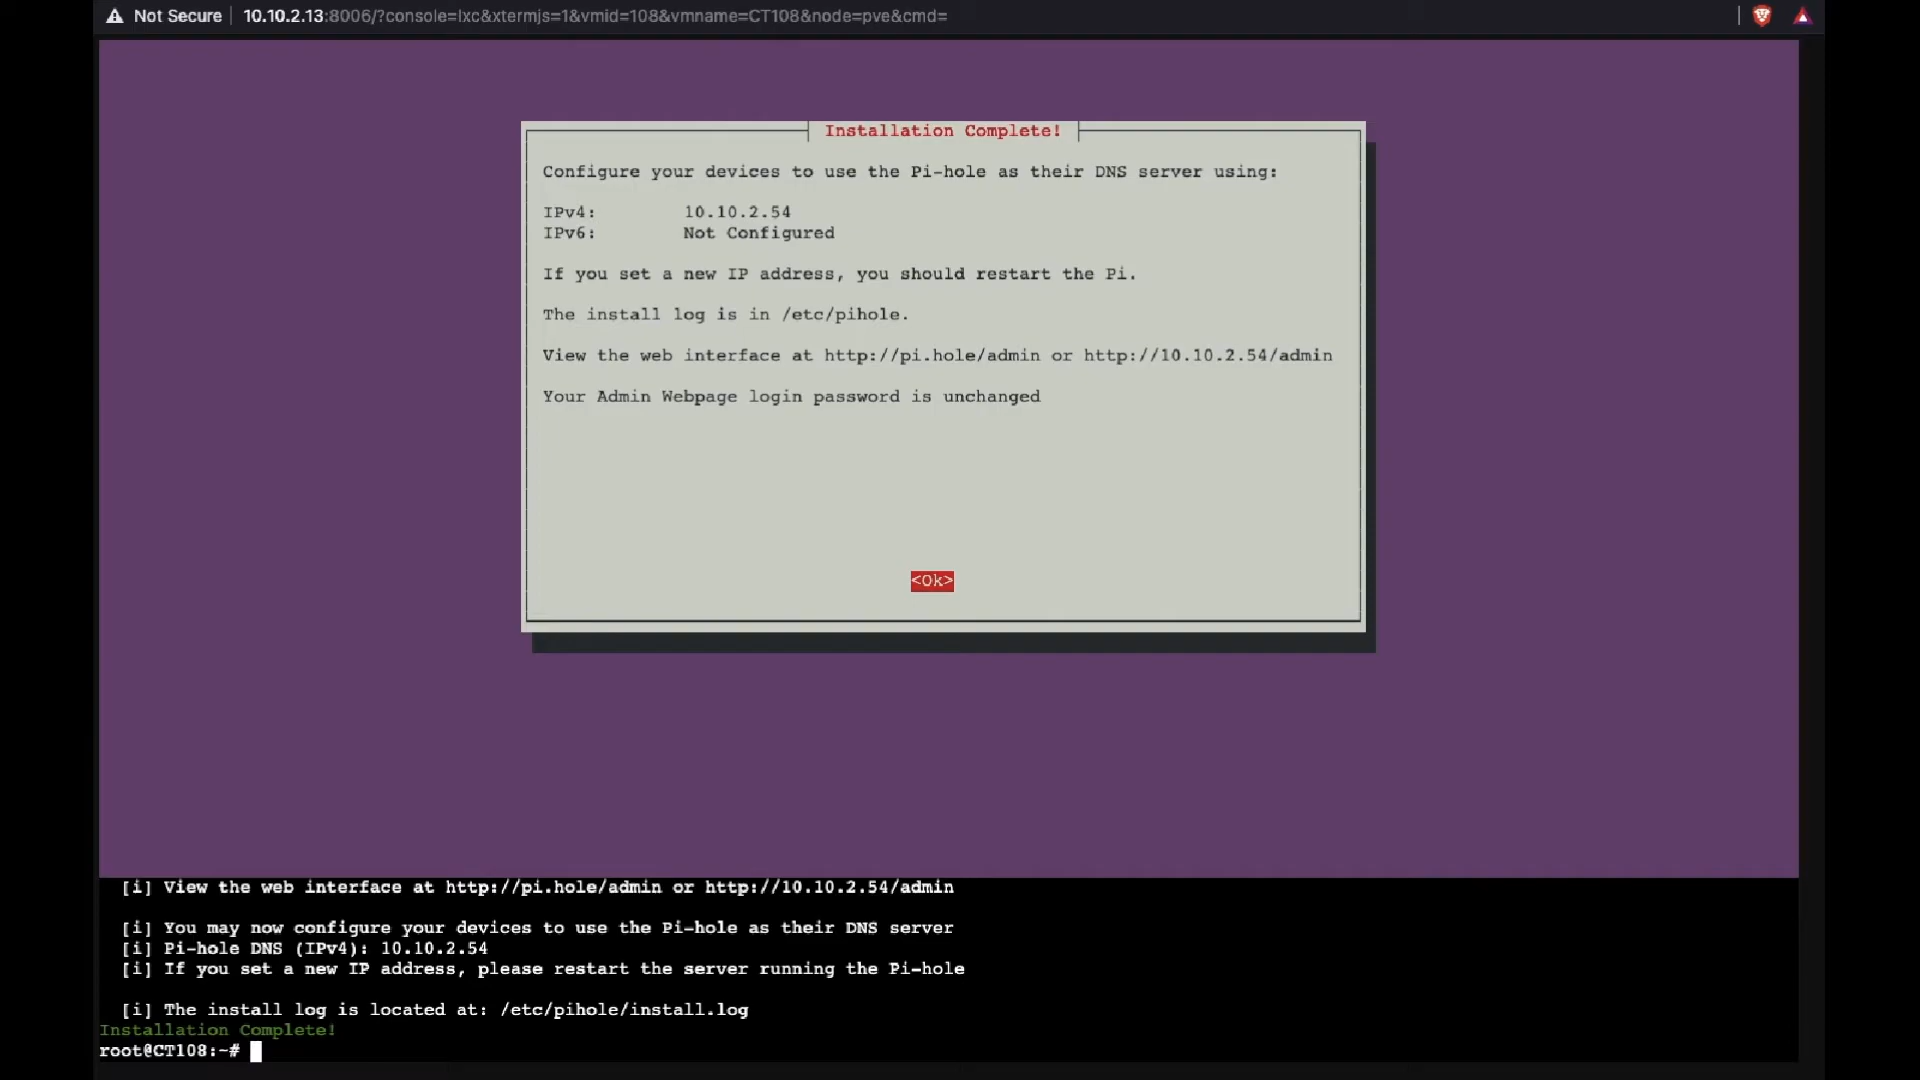 Not Secure | 10.10.2.13:8006/?console=lxc&xtermjs=1&vmid=108&vmname=CT108&node=pve&cmd=
Installation Complete!
Configure your devices to use the Pi-hole as their DNS server using:
IPv4: 10.10.2.54
IPv6: Not Configured
If you set a new IP address, you should restart the Pi.
The install log is in /etc/pihole.
View the web interface at http://pi.hole/admin or http://10.10.2.54/admin
Your Admin Webpage login password is unchanged
<Ok>
[i] View the web interface at http://pi.hole/admin or http://10.10.2.54/admin
[i] You may now configure your devices to use the Pi-hole as their DNS server
[i] Pi-hole DNS (IPv4): 10.10.2.54
[i] If you set a new IP address, please restart the server running the Pi-hole
[i] The install log is located at: /etc/pihole/install.log
Installation Complete!
root@CT108:~#